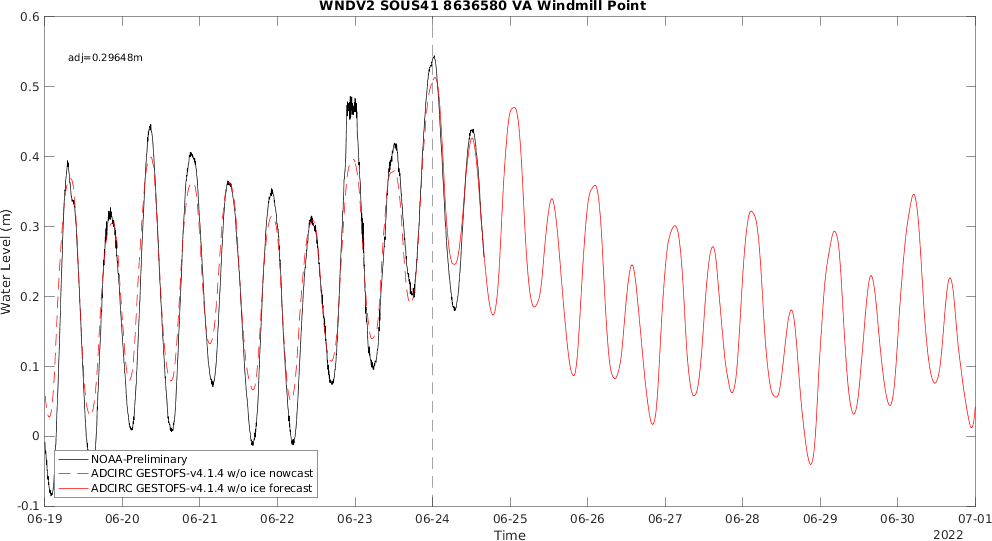 WNDV2 SOUS41 8636580 VA Windmill Point
adj=0.29648m
Water Level (m)
0.6
0.5
0.4
0.3
0.2
0.1
0
-0.1
NOAA-Preliminary
ADCIRC GESTOFS-v4.1.4 w/o ice nowcast
ADCIRC GESTOFS-v4.1.4 w/o ice forecast
06-19 06-20 06-21 06-22 06-23 06-24 06-25 06-26 06-27 06-28 06-29 06-30 07-01
Time
2022